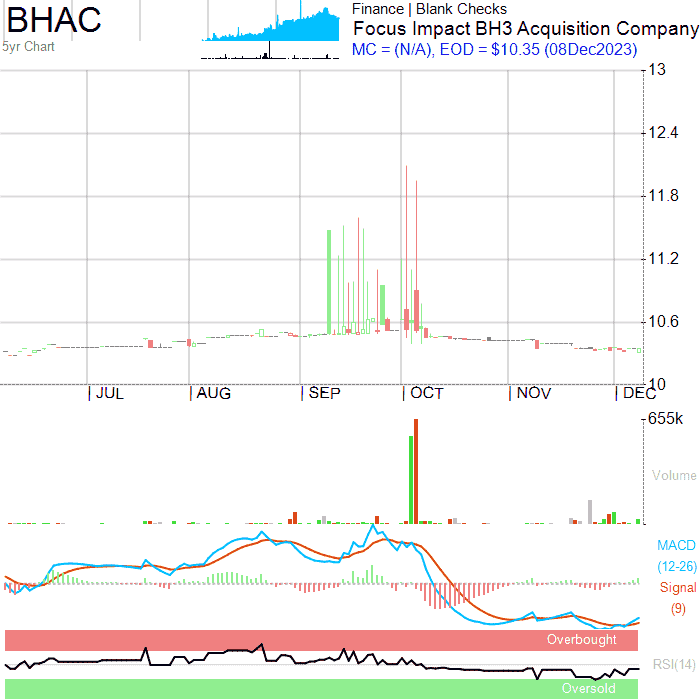 BHAC
5yr Chart
Finance | Blank Checks
Focus Impact BH3 Acquisition Company
MC = (N/A), EOD = $10.35 (08Dec2023)
13
12.4
11.8
11.2
10.6
10
JUL AUG SEP OCT NOV DEC
655k
Volume
MACD
(12-26)
Signal
(9)
Overbought
RSI(14)
Oversold